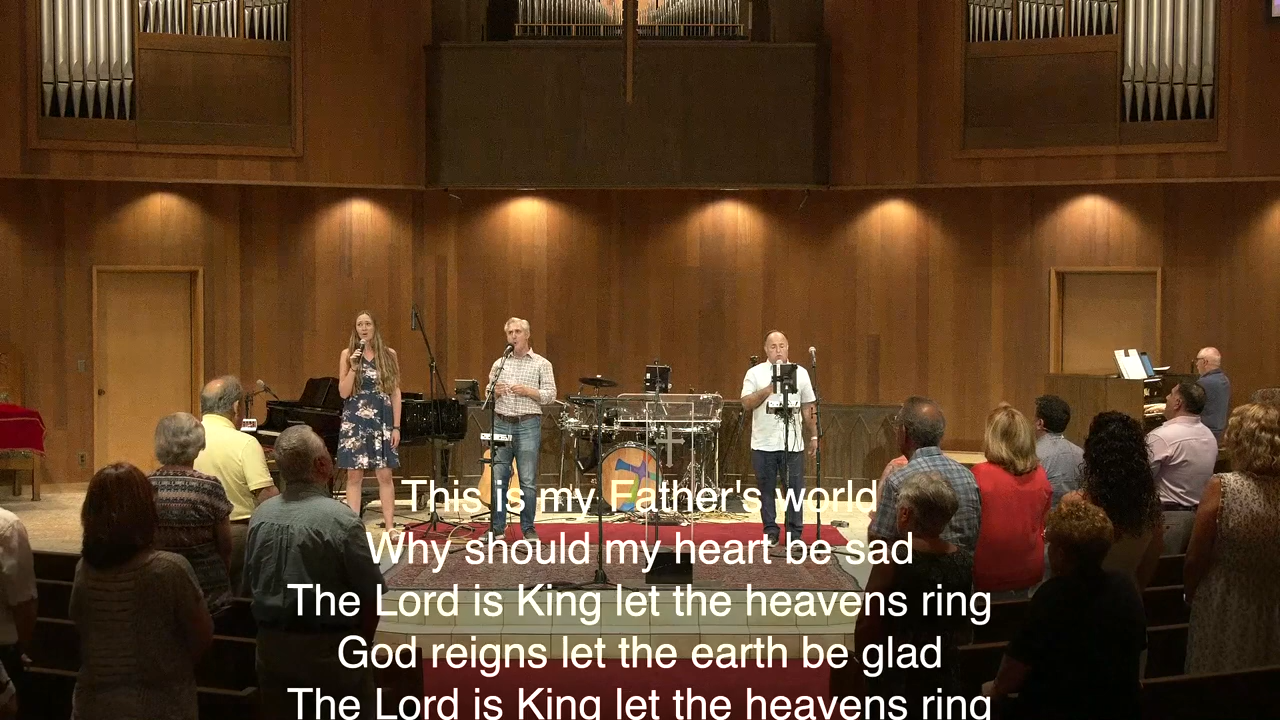 This is my Father's world
Why should my heart be sad
The Lord is King let the heavens ring
God reigns let the earth be glad
The Lord is King let the heavens ring